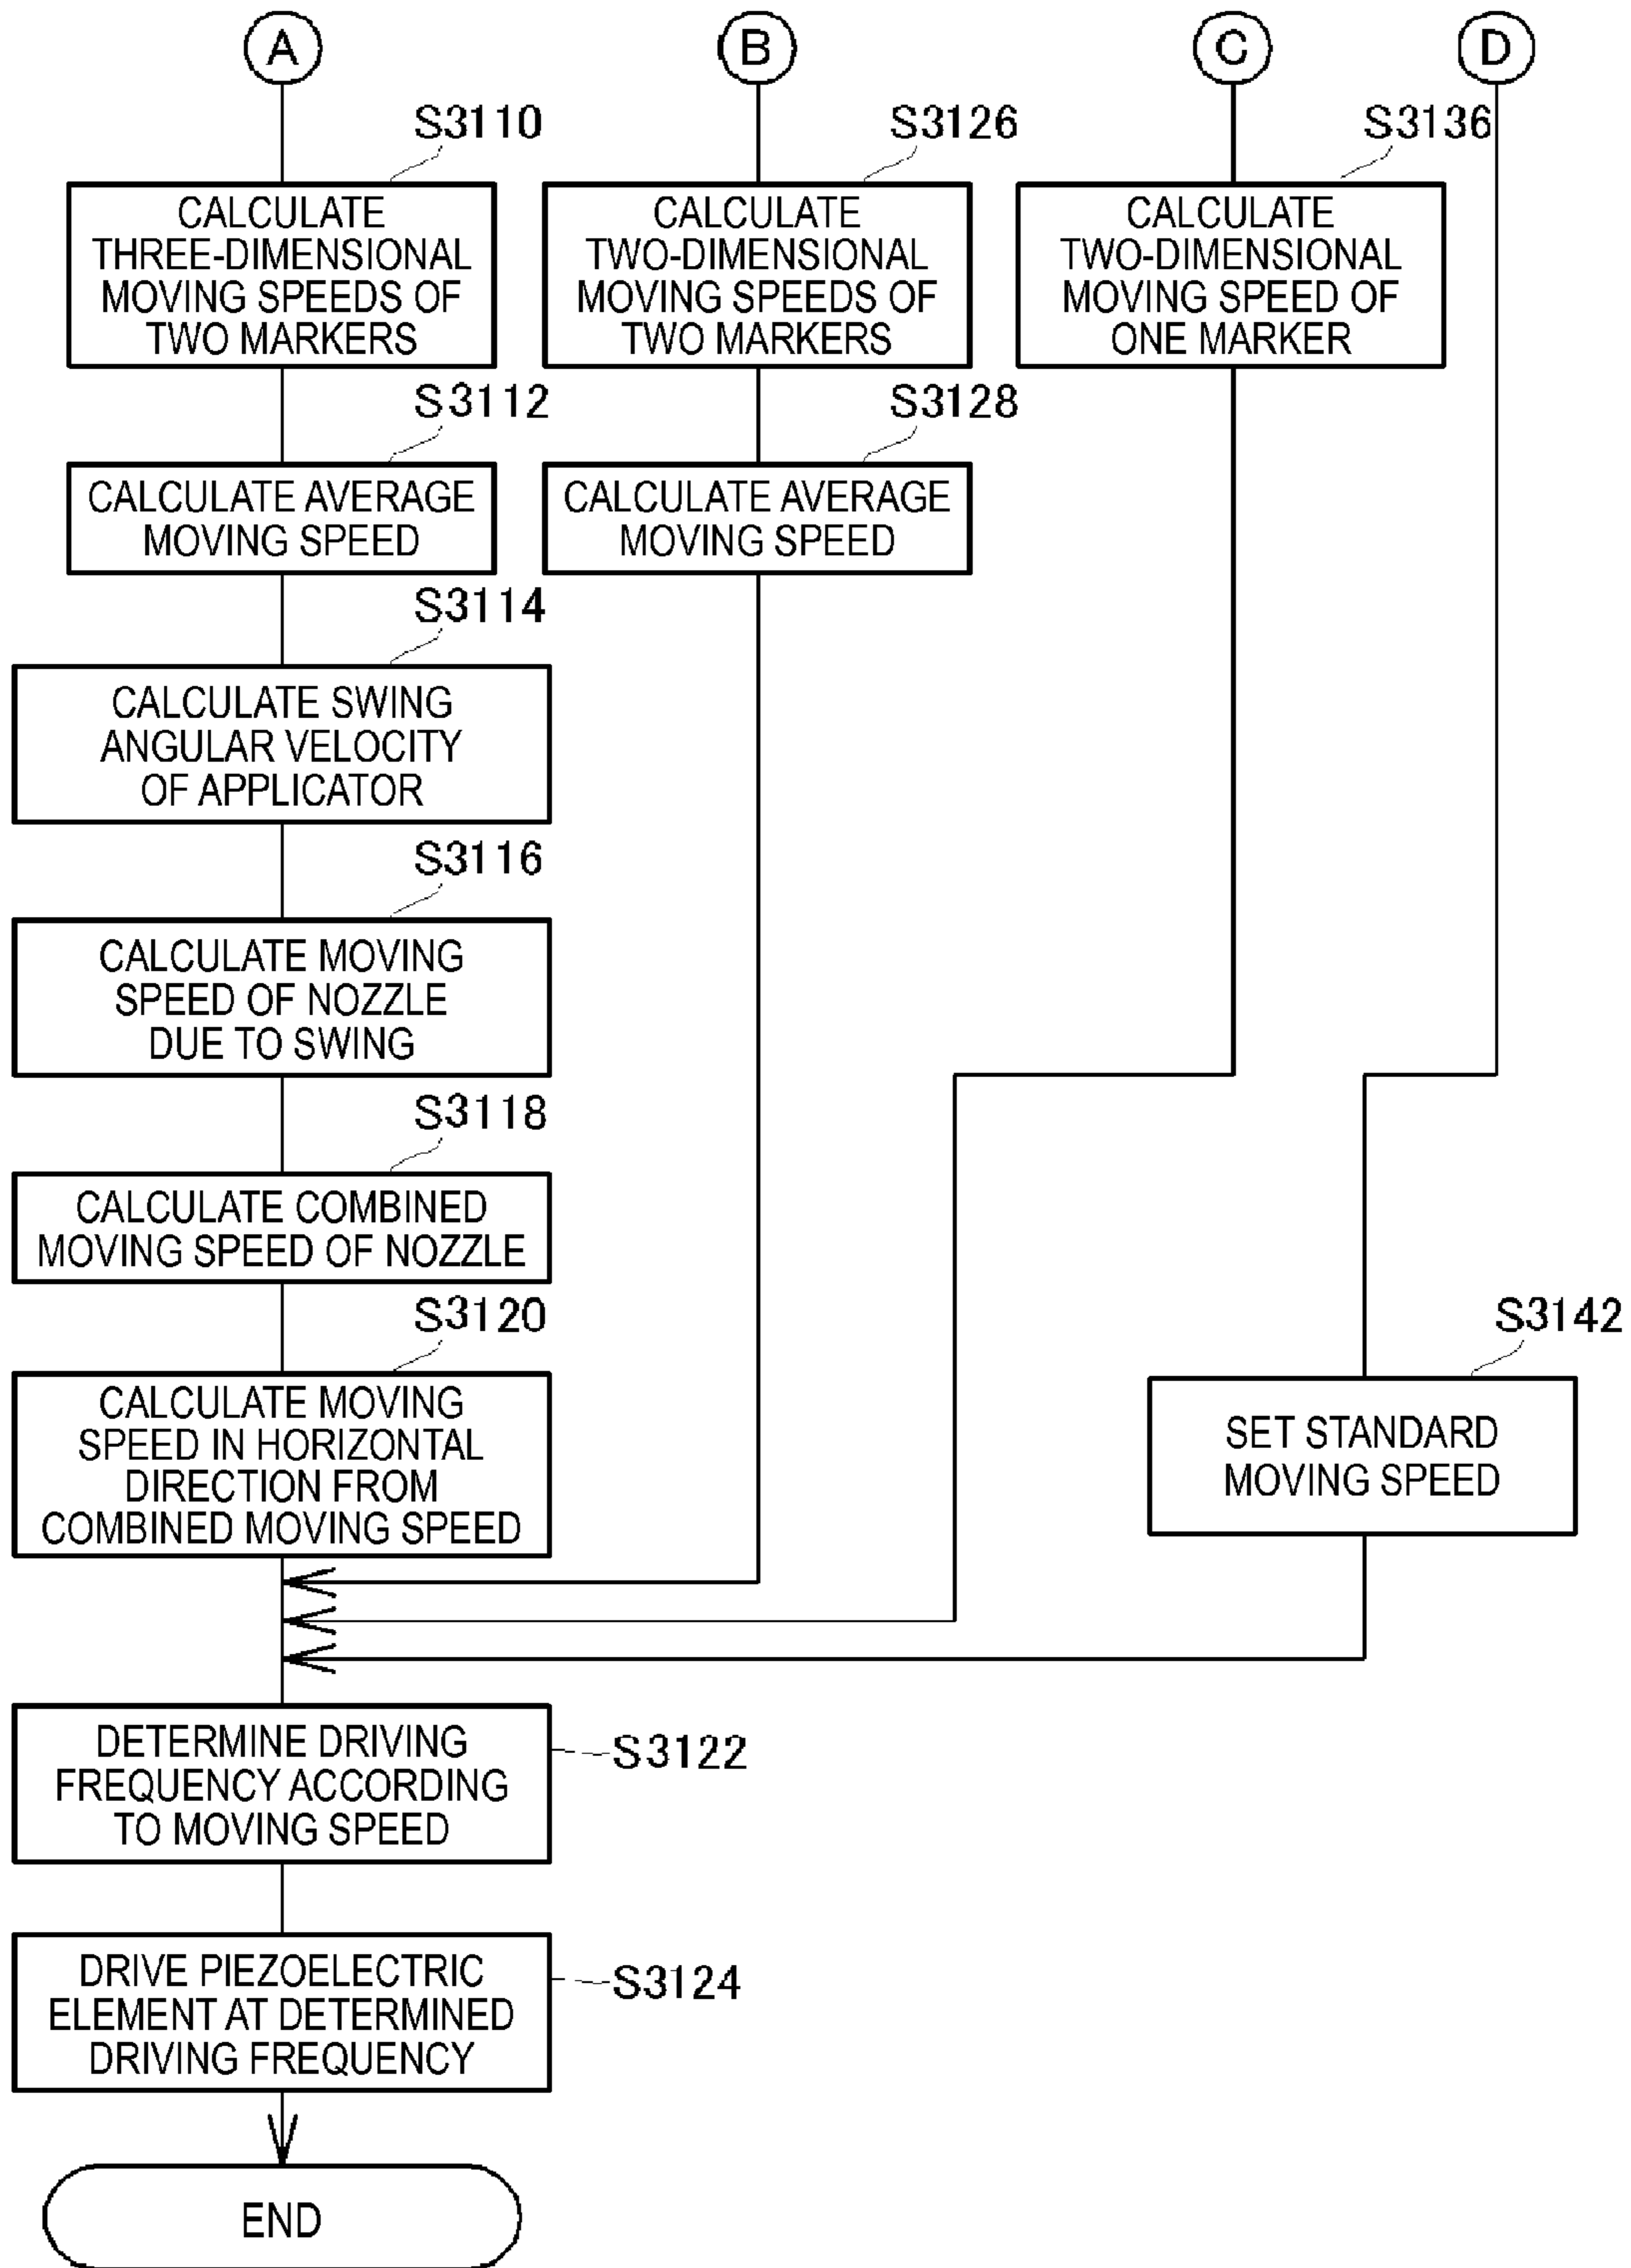 A
B
C
D
S3110
CALCULATE
THREE-DIMENSIONAL
MOVING SPEEDS OF
TWO MARKERS
S3126
CALCULATE
TWO-DIMENSIONAL
MOVING SPEEDS OF
TWO MARKERS
S3136
CALCULATE
TWO-DIMENSIONAL
MOVING SPEED OF
ONE MARKER
S3112
CALCULATE AVERAGE
MOVING SPEED
S3128
CALCULATE AVERAGE
MOVING SPEED
S3114
CALCULATE SWING
ANGULAR VELOCITY
OF APPLICATOR
S3116
CALCULATE MOVING
SPEED OF NOZZLE
DUE TO SWING
S3118
CALCULATE COMBINED
MOVING SPEED OF NOZZLE
S3120
CALCULATE MOVING
SPEED IN HORIZONTAL
DIRECTION FROM
COMBINED MOVING SPEED
S3142
SET STANDARD
MOVING SPEED
DETERMINE DRIVING
FREQUENCY ACCORDING
TO MOVING SPEED
S3122
DRIVE PIEZOELECTRIC
ELEMENT AT DETERMINED
DRIVING FREQUENCY
S3124
END